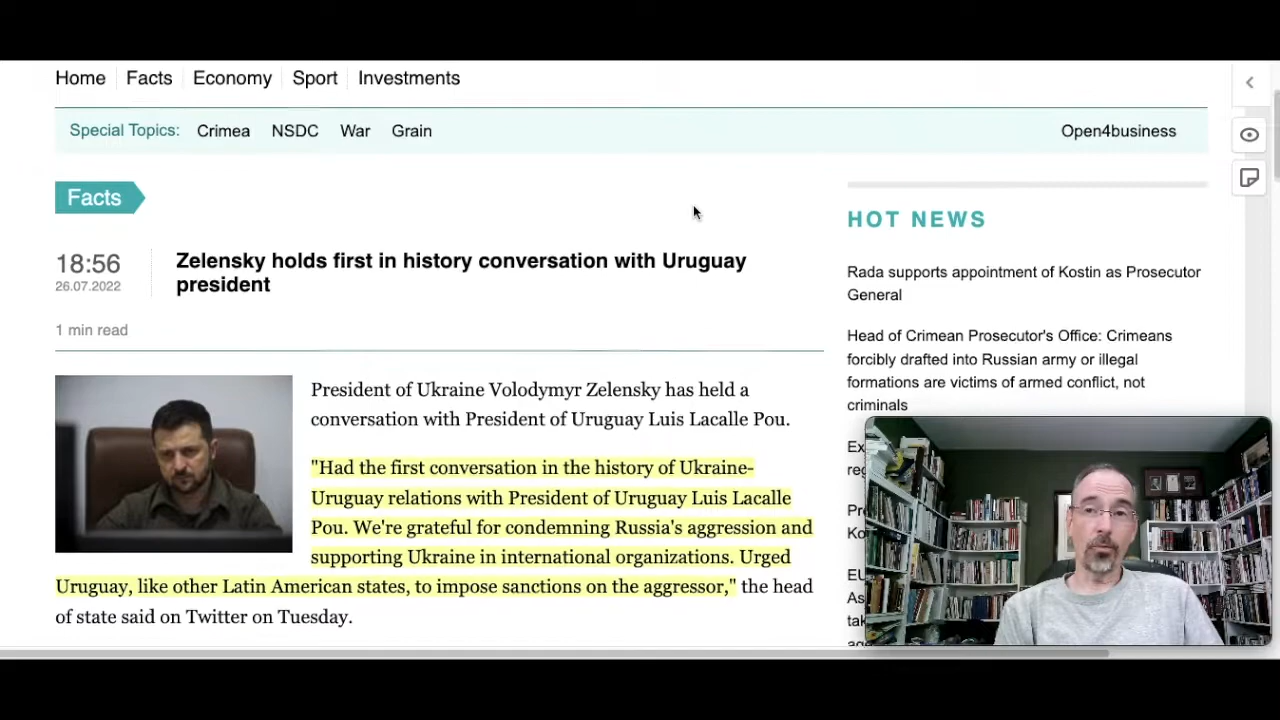 Home Facts Economy Sport Investments
Special Topics: Crimea NSDC War Grain Open4business
Facts
18:56
26.07.2022
Zelensky holds first in history conversation with Uruguay
president
1 min read
President of Ukraine Volodymyr Zelensky has held a
conversation with President of Uruguay Luis Lacalle Pou.
"Had the first conversation in the history of Ukraine-
Uruguay relations with President of Uruguay Luis Lacalle
Pou. We're grateful for condemning Russia's aggression and
supporting Ukraine in international organizations. Urged
Uruguay, like other Latin American states, to impose sanctions on the aggressor," the head
of state said on Twitter on Tuesday.
HOT NEWS
Rada supports appointment of Kostin as Prosecutor
General
Head of Crimean Prosecutor's Office: Crimeans
forcibly drafted into Russian army or illegal
formations are victims of armed conflict, not
criminals